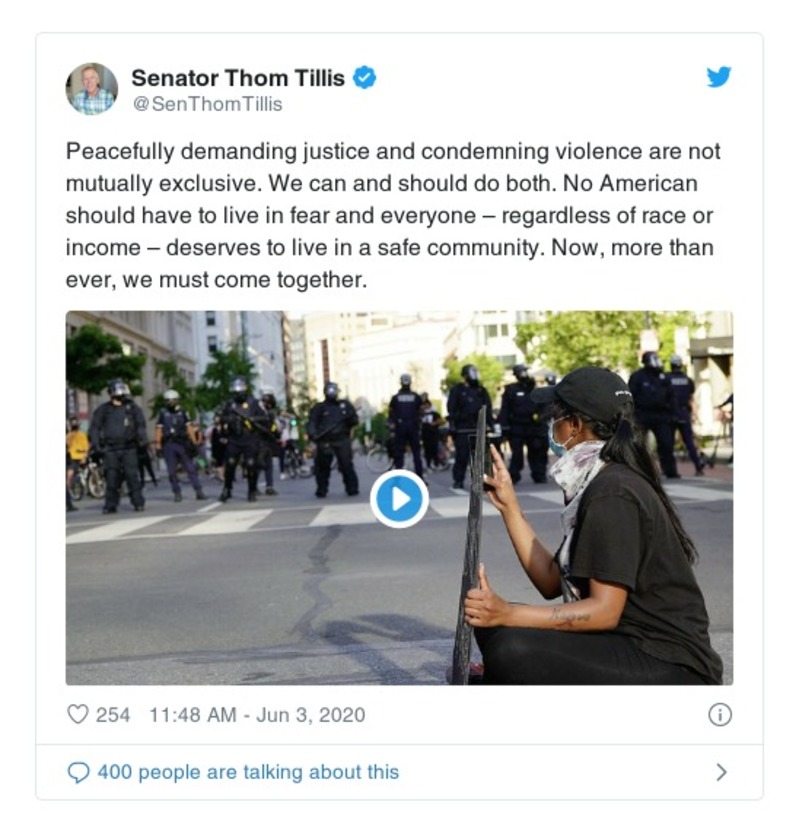 Senator Thom Tillis
@SenThomTillis
Peacefully demanding justice and condemning violence are not
mutually exclusive. We can and should do both. No American
should have to live in fear and everyone – regardless of race or
income – deserves to live in a safe community. Now, more than
ever, we must come together.
254 11:48 AM - Jun 3, 2020
400 people are talking about this